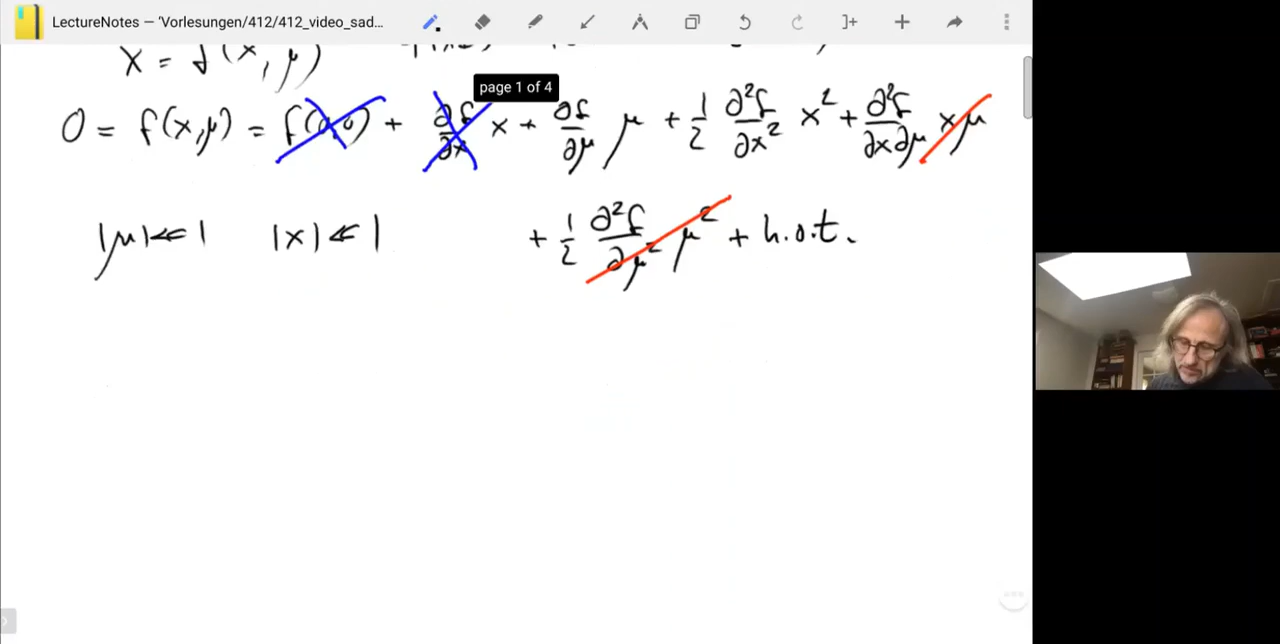 LectureNotes — ‘Vorlesungen/412/412_video_sad…
page 1 of 4
ẋ = f(x, μ)
0 = f(x,μ) = f(0,0) + ∂f/∂x x + ∂f/∂μ μ + 1/2 ∂²f/∂x² x² + ∂²f/∂x∂μ xμ
|μ| ≪ 1 |x| ≪ 1 + 1/2 ∂²f/∂μ² μ² + h.o.t.